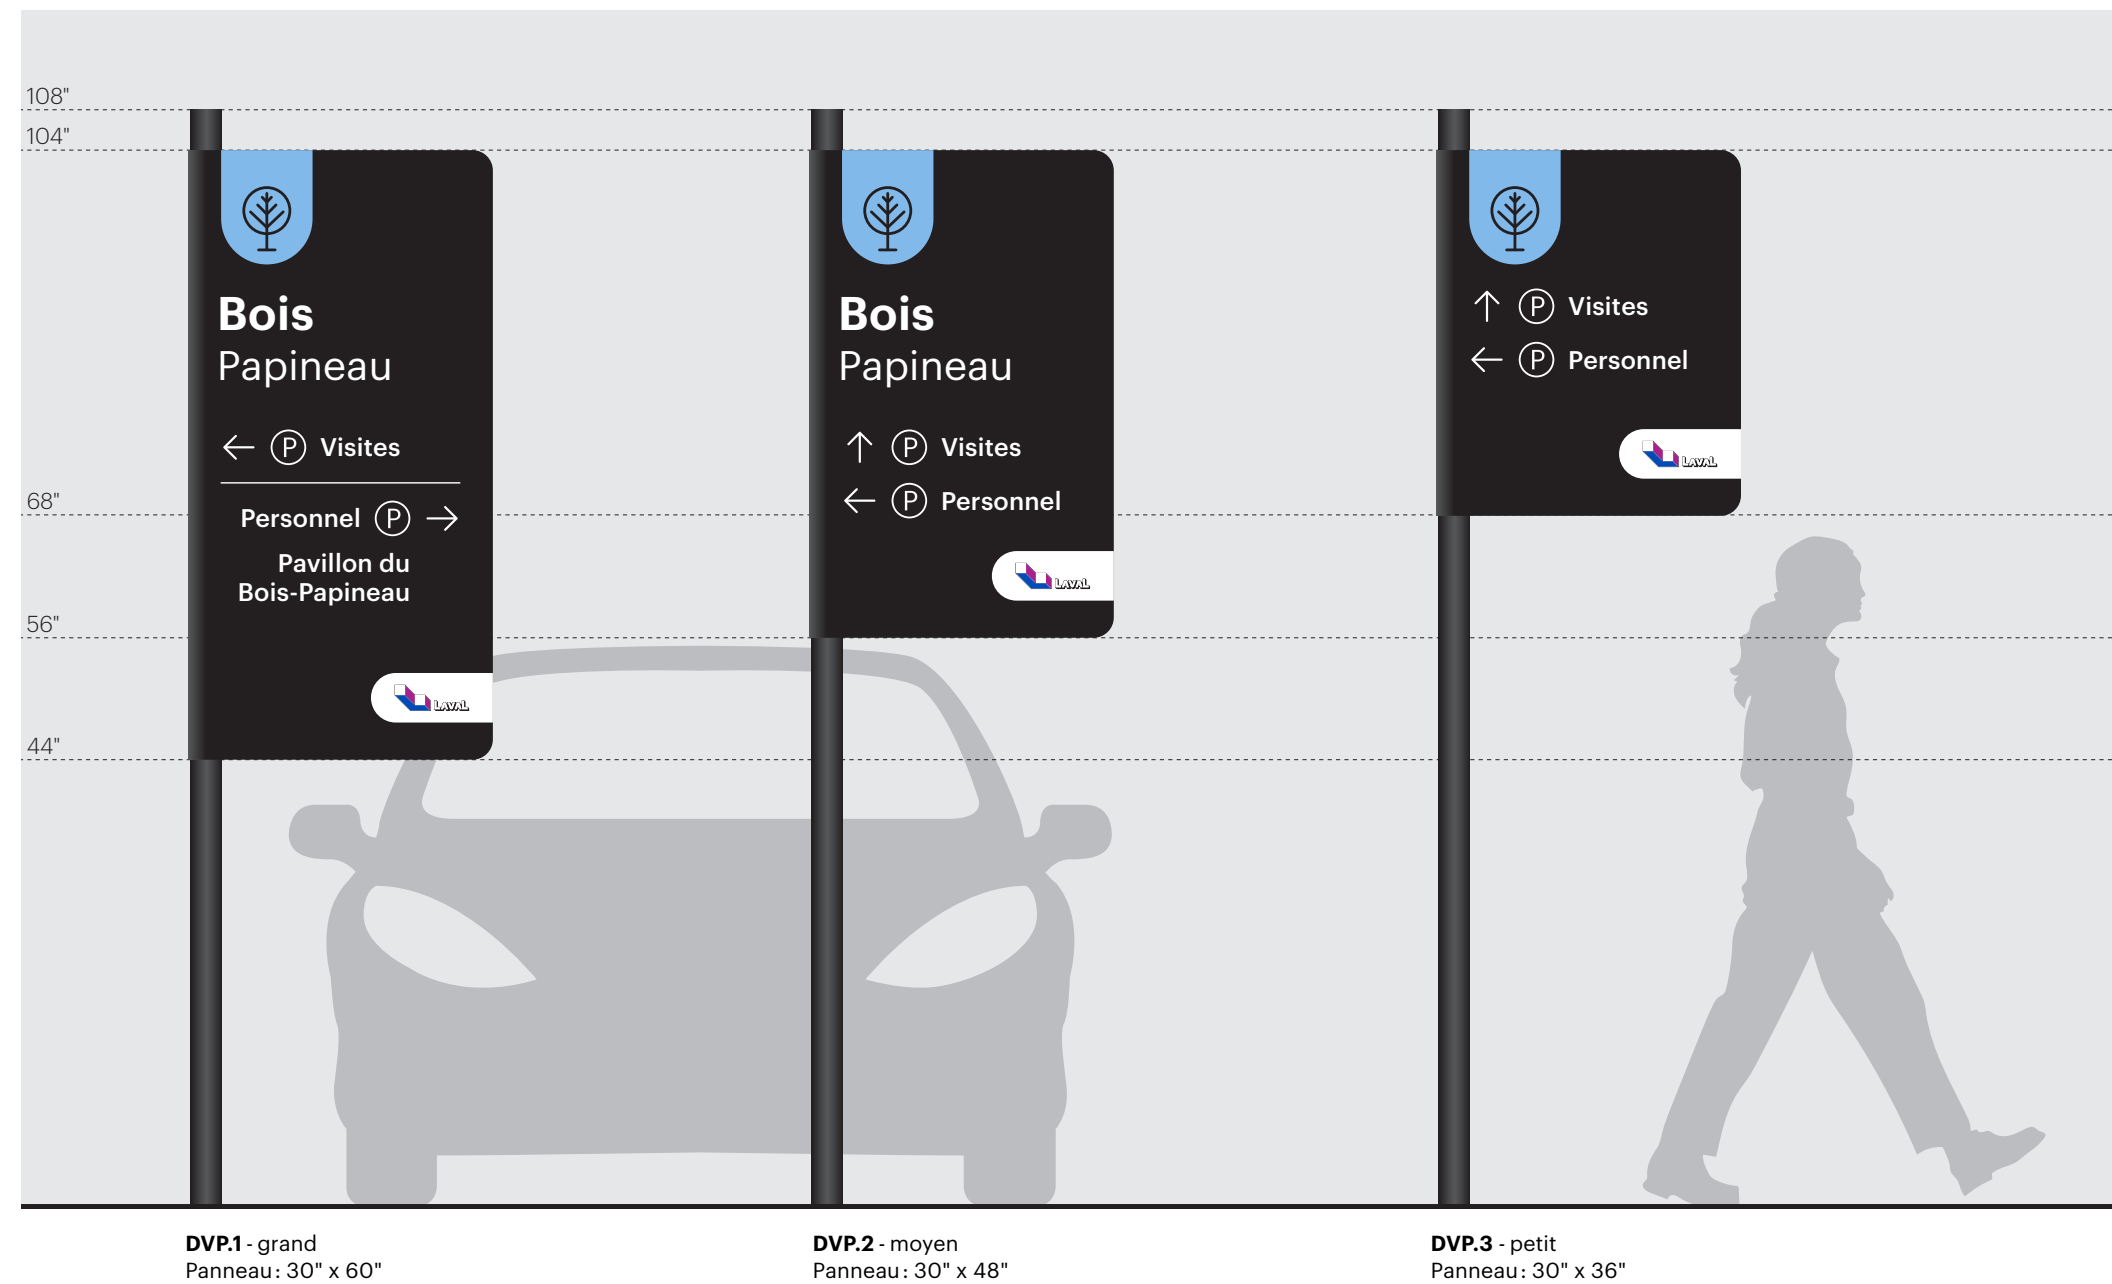 108"
104"
68"
56"
44"
Bois
Papineau
← P Visites
Personnel P →
Pavillon du
Bois-Papineau
LAVAL
Bois
Papineau
↑ P Visites
← P Personnel
LAVAL
↑ P Visites
← P Personnel
LAVAL
DVP.1 - grand
Panneau : 30" x 60"
DVP.2 - moyen
Panneau : 30" x 48"
DVP.3 - petit
Panneau : 30" x 36"